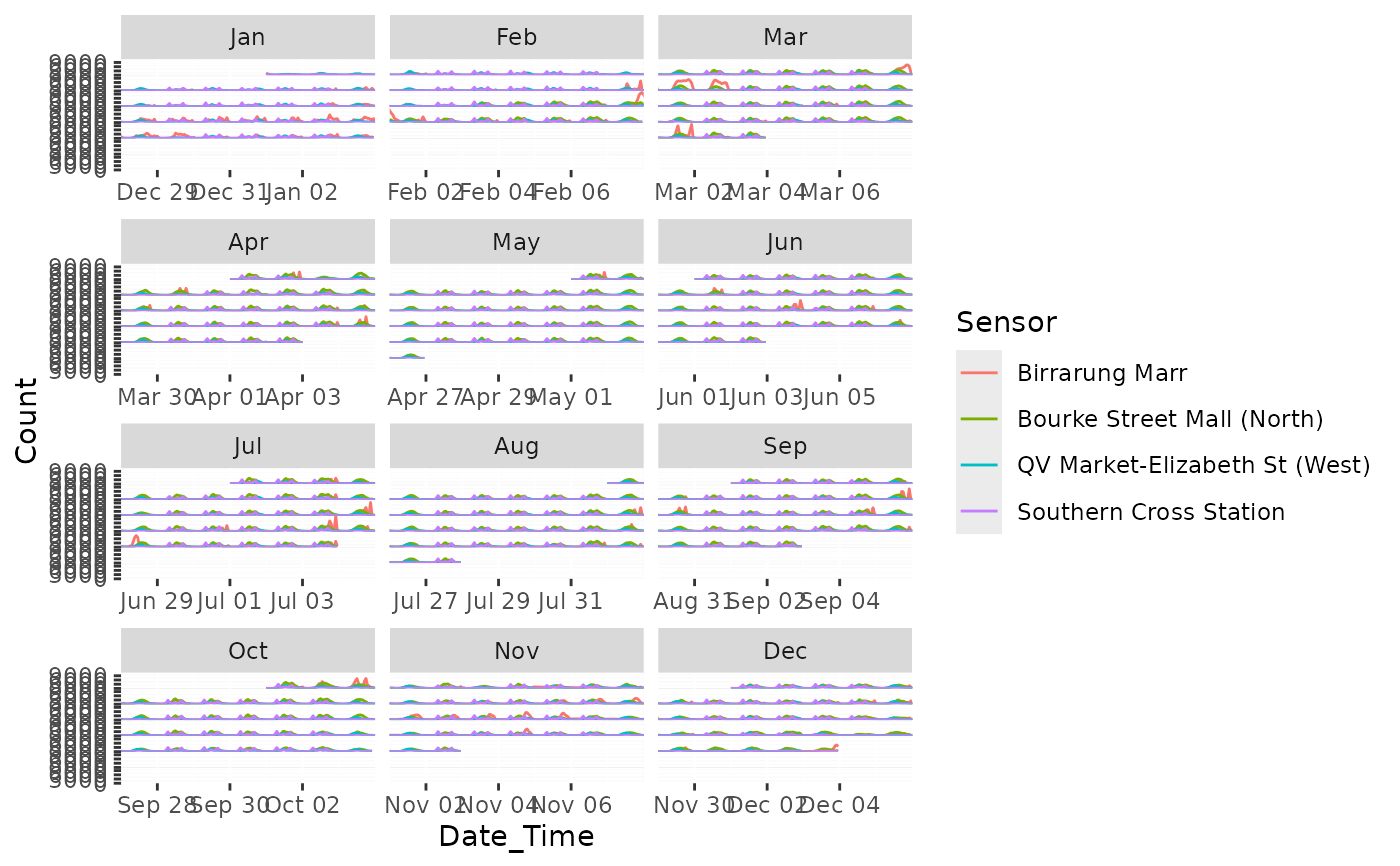 Jan Feb Mar
Dec 29 Dec 31 Jan 02 Feb 02 Feb 04 Feb 06 Mar 02 Mar 04 Mar 06
Apr May Jun
Mar 30 Apr 01 Apr 03 Apr 27 Apr 29 May 01 Jun 01 Jun 03 Jun 05
Jul Aug Sep
Jun 29 Jul 01 Jul 03 Jul 27 Jul 29 Jul 31 Aug 31 Sep 02 Sep 04
Oct Nov Dec
Sep 28 Sep 30 Oct 02 Nov 02 Nov 04 Nov 06 Nov 30 Dec 02 Dec 04
Date_Time
Count
Sensor
Birrarung Marr
Bourke Street Mall (North)
QV Market-Elizabeth St (West)
Southern Cross Station